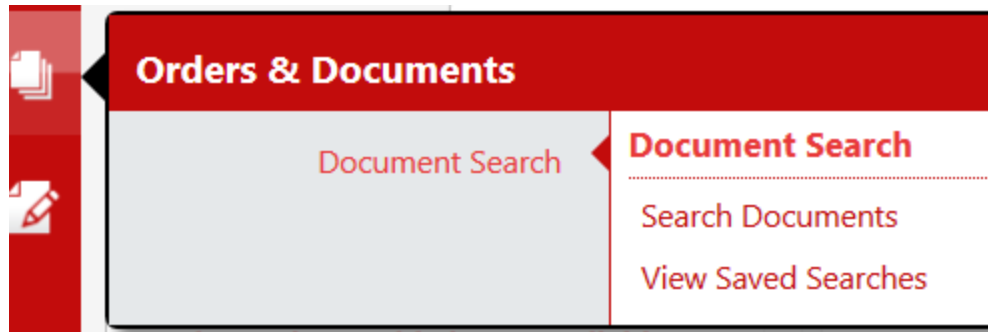 Orders & Documents
Document Search
Document Search
Search Documents
View Saved Searches